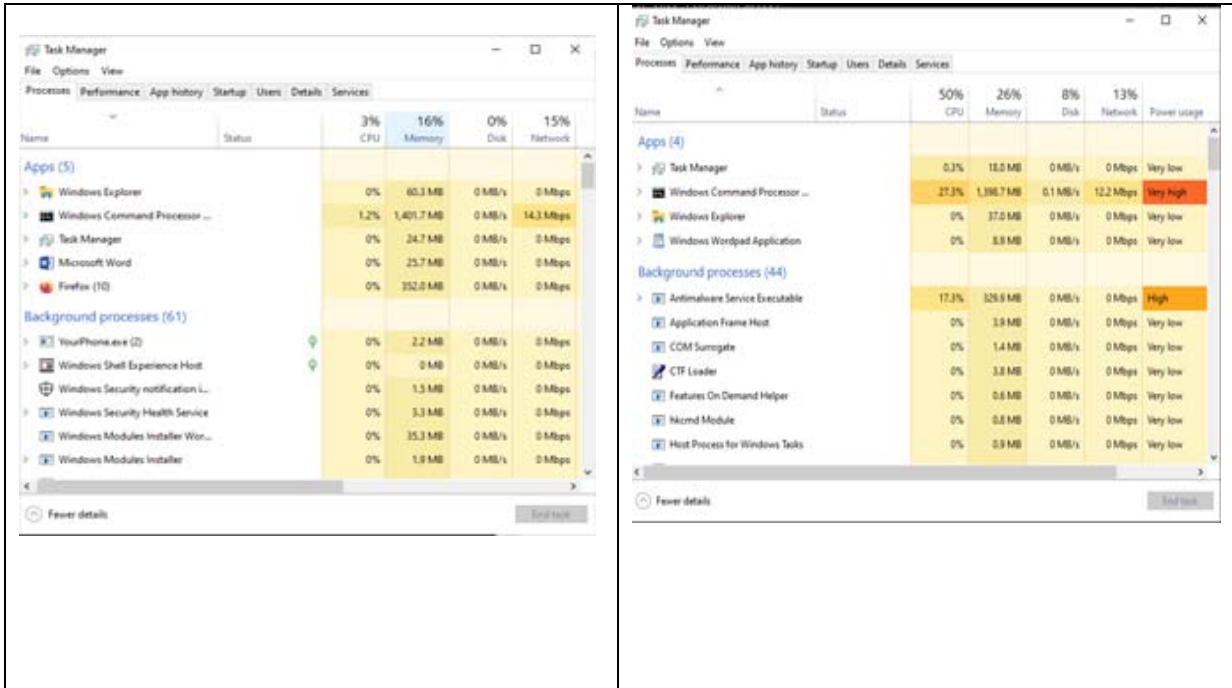 Task Manager
File Options View
Processes Performance App history Startup Users Details Services
3% 16% 0% 15%
Name Status CPU Memory Disk Network
Apps (5)
Windows Explorer 0% 60.3 MB 0 MB/s 0 Mbps
Windows Command Processor ... 1.2% 1,401.7 MB 0 MB/s 14.3 Mbps
Task Manager 0% 24.7 MB 0 MB/s 0 Mbps
Microsoft Word 0% 25.7 MB 0 MB/s 0 Mbps
Firefox (10) 0% 352.0 MB 0 MB/s 0 Mbps
Background processes (61)
YourPhone.exe (2) 0% 2.2 MB 0 MB/s 0 Mbps
Windows Shell Experience Host 0% 0 MB 0 MB/s 0 Mbps
Windows Security notification i... 0% 1.3 MB 0 MB/s 0 Mbps
Windows Security Health Service 0% 3.3 MB 0 MB/s 0 Mbps
Windows Modules Installer Wor... 0% 35.3 MB 0 MB/s 0 Mbps
Windows Modules Installer 0% 1.9 MB 0 MB/s 0 Mbps
Fewer details End task
Task Manager
File Options View
Processes Performance App history Startup Users Details Services
50% 26% 8% 13%
Name Status CPU Memory Disk Network Power usage
Apps (4)
Task Manager 0.3% 18.0 MB 0 MB/s 0 Mbps Very low
Windows Command Processor ... 27.3% 1,398.7 MB 0.1 MB/s 12.2 Mbps Very high
Windows Explorer 0% 37.0 MB 0 MB/s 0 Mbps Very low
Windows Wordpad Application 0% 8.8 MB 0 MB/s 0 Mbps Very low
Background processes (44)
Antimalware Service Executable 17.3% 329.9 MB 0 MB/s 0 Mbps High
Application Frame Host 0% 3.9 MB 0 MB/s 0 Mbps Very low
COM Surrogate 0% 1.4 MB 0 MB/s 0 Mbps Very low
CTF Loader 0% 3.8 MB 0 MB/s 0 Mbps Very low
Features On Demand Helper 0% 0.6 MB 0 MB/s 0 Mbps Very low
hkcmd Module 0% 0.8 MB 0 MB/s 0 Mbps Very low
Host Process for Windows Tasks 0% 0.9 MB 0 MB/s 0 Mbps Very low
Fewer details End task